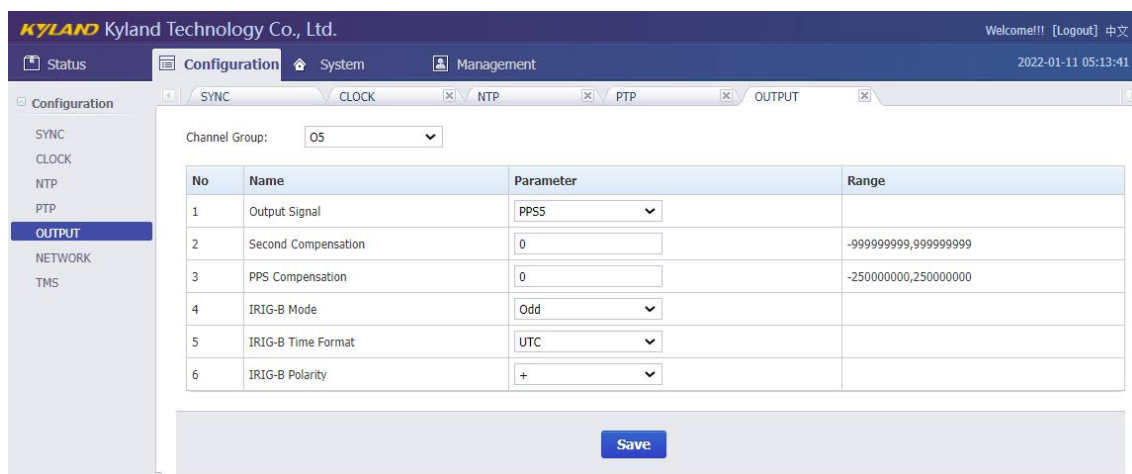 KYLAND Kyland Technology Co., Ltd.
Welcome!!! [Logout] 中文
Status Configuration System Management 2022-01-11 05:13:41
Configuration
SYNC
CLOCK
NTP
PTP
OUTPUT
NETWORK
TMS
SYNC CLOCK NTP PTP OUTPUT
Channel Group: O5
No Name Parameter Range
1 Output Signal PPS5
2 Second Compensation 0 -999999999,999999999
3 PPS Compensation 0 -250000000,250000000
4 IRIG-B Mode Odd
5 IRIG-B Time Format UTC
6 IRIG-B Polarity +
Save